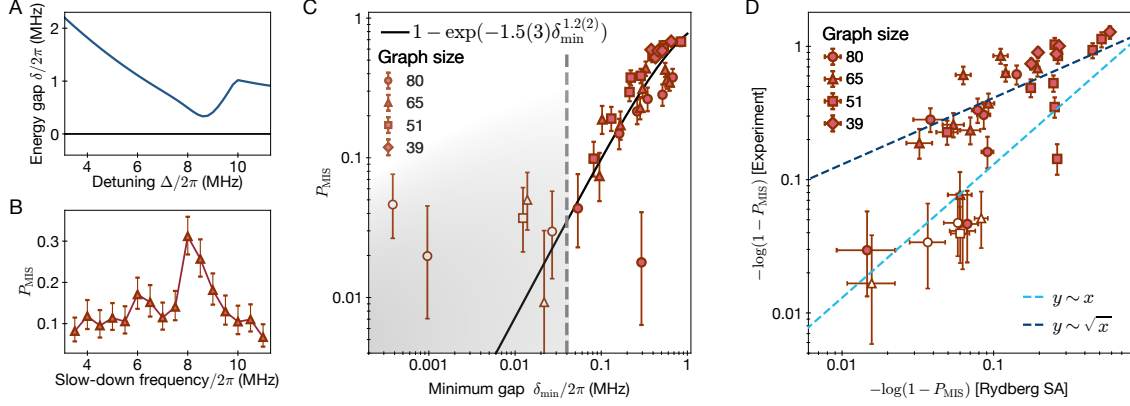 A
Energy gap δ/2π (MHz)
2
1
0
4
6
8
10
Detuning Δ/2π (MHz)
B
P_MIS
0.3
0.2
0.1
4
6
8
10
Slow-down frequency/2π (MHz)
C
1 − exp(−1.5(3)δ_min^1.2(2))
Graph size
80
65
51
39
P_MIS
1
0.1
0.01
0.001
0.01
0.1
1
Minimum gap δ_min/2π (MHz)
D
Graph size
80
65
51
39
−log(1 − P_MIS) [Experiment]
1
0.1
0.01
y ∼ x
y ∼ √x
0.01
0.1
1
−log(1−P_MIS) [Rydberg SA]